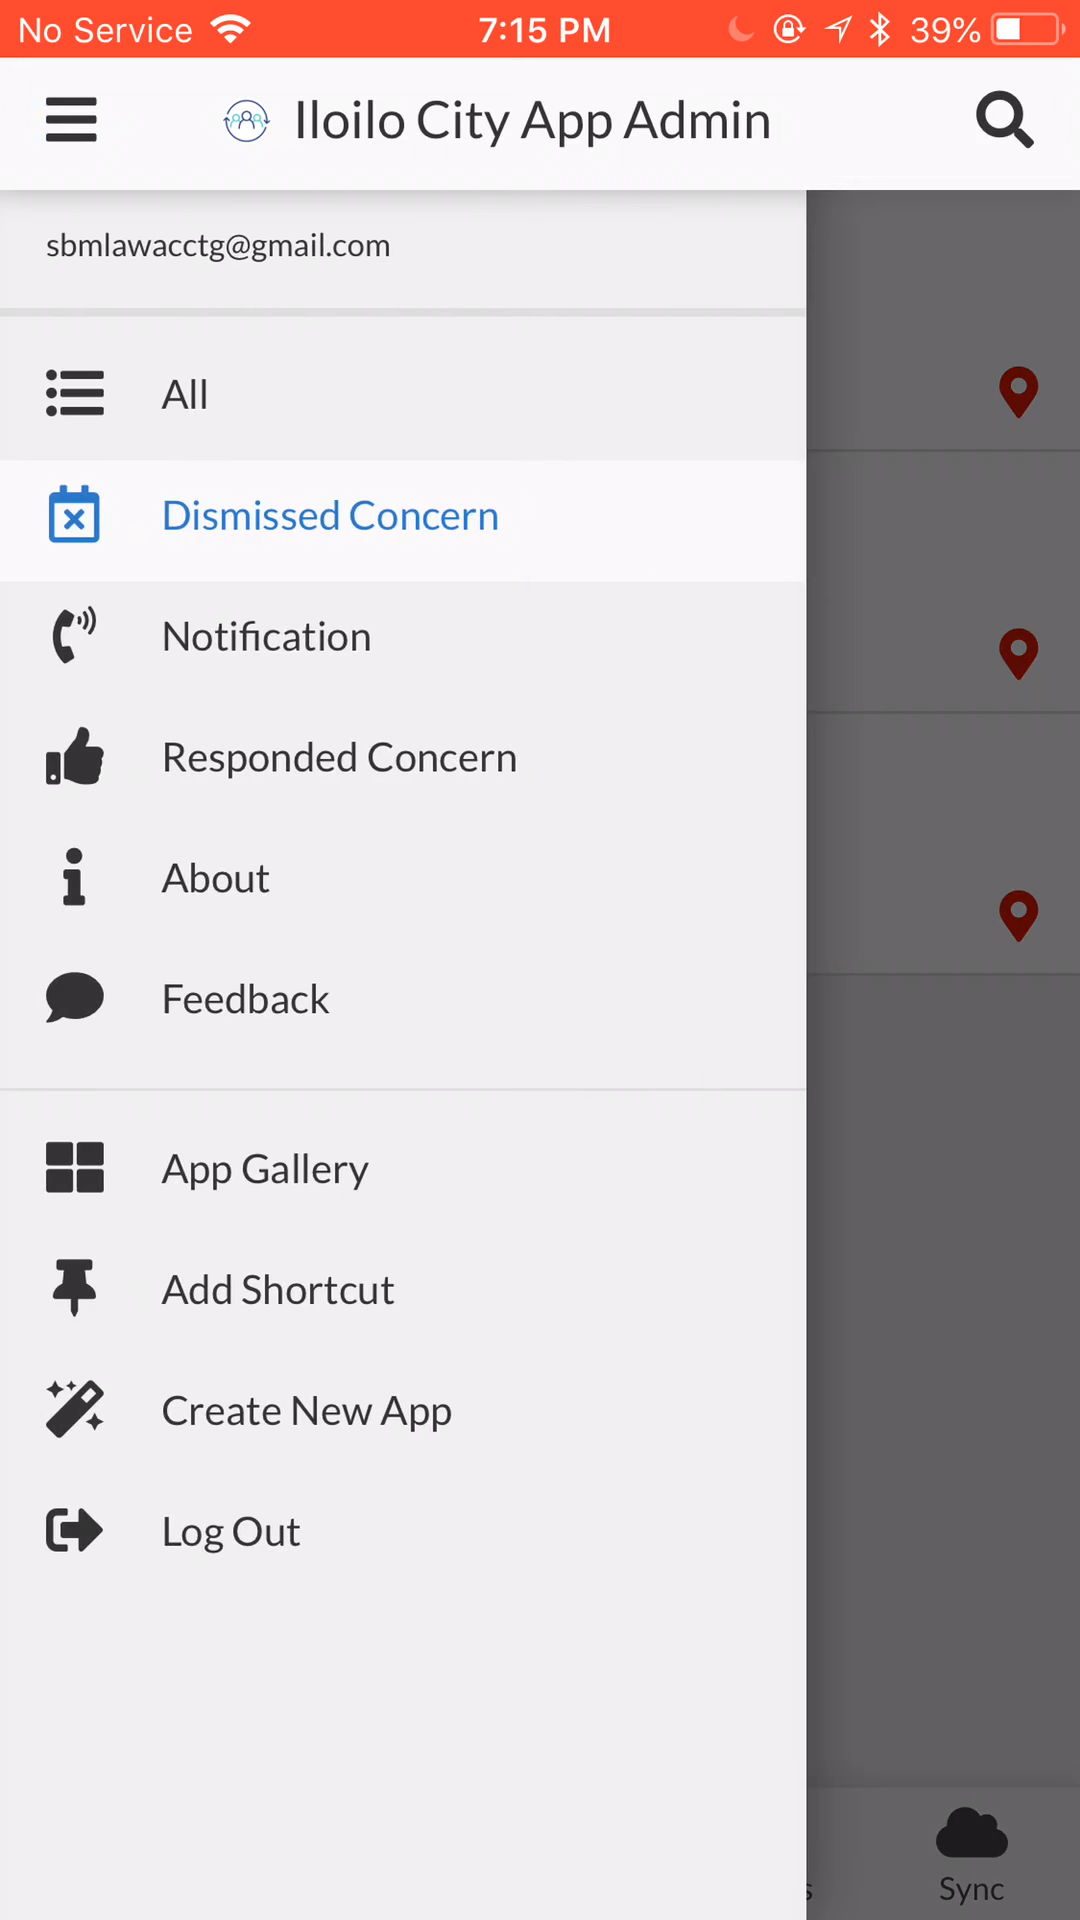 No Service 7:15 PM 39%
Iloilo City App Admin
sbmlawacctg@gmail.com
All
Dismissed Concern
Notification
Responded Concern
About
Feedback
App Gallery
Add Shortcut
Create New App
Log Out
Sync